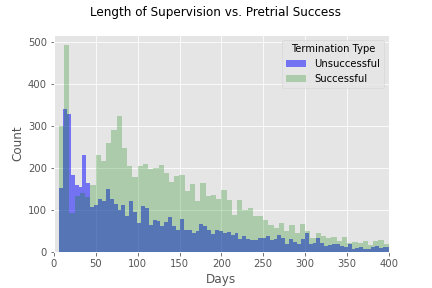 Length of Supervision vs. Pretrial Success
Termination Type
Unsuccessful
Successful
500
400
300
200
100
0
0 50 100 150 200 250 300 350 400
Count
Days